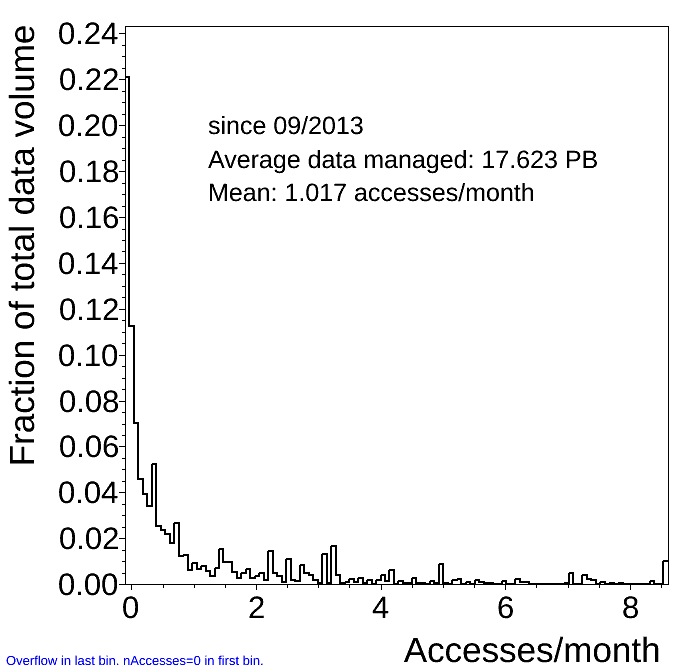 Fraction of total data volume
0.24
0.22
0.20
0.18
0.16
0.14
0.12
0.10
0.08
0.06
0.04
0.02
0.00
since 09/2013
Average data managed: 17.623 PB
Mean: 1.017 accesses/month
0 2 4 6 8
Accesses/month
Overflow in last bin. nAccesses=0 in first bin.